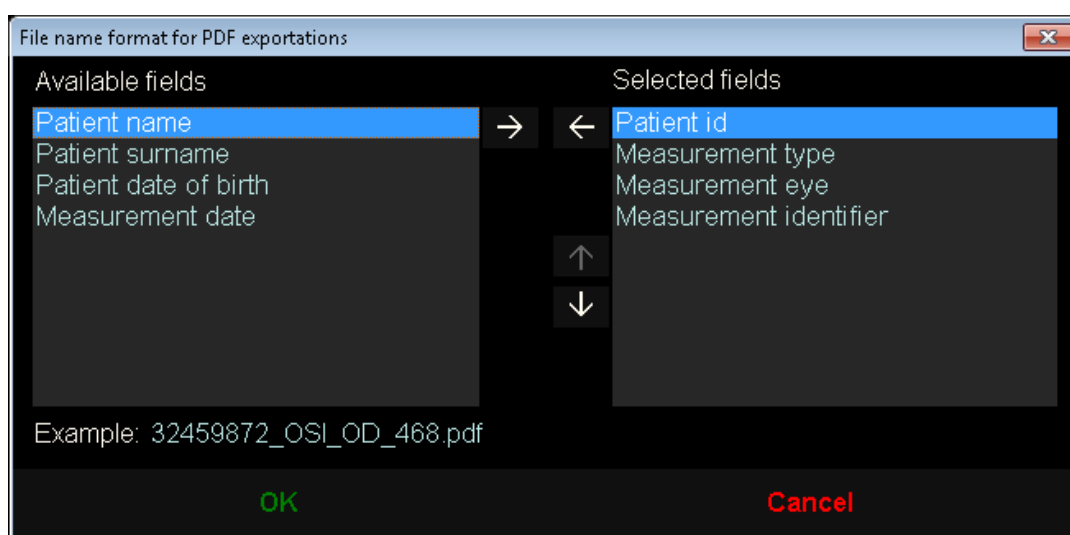 File name format for PDF exportations
Available fields
Selected fields
Patient name
Patient surname
Patient date of birth
Measurement date
Patient id
Measurement type
Measurement eye
Measurement identifier
Example: 32459872_OSI_OD_468.pdf
OK
Cancel